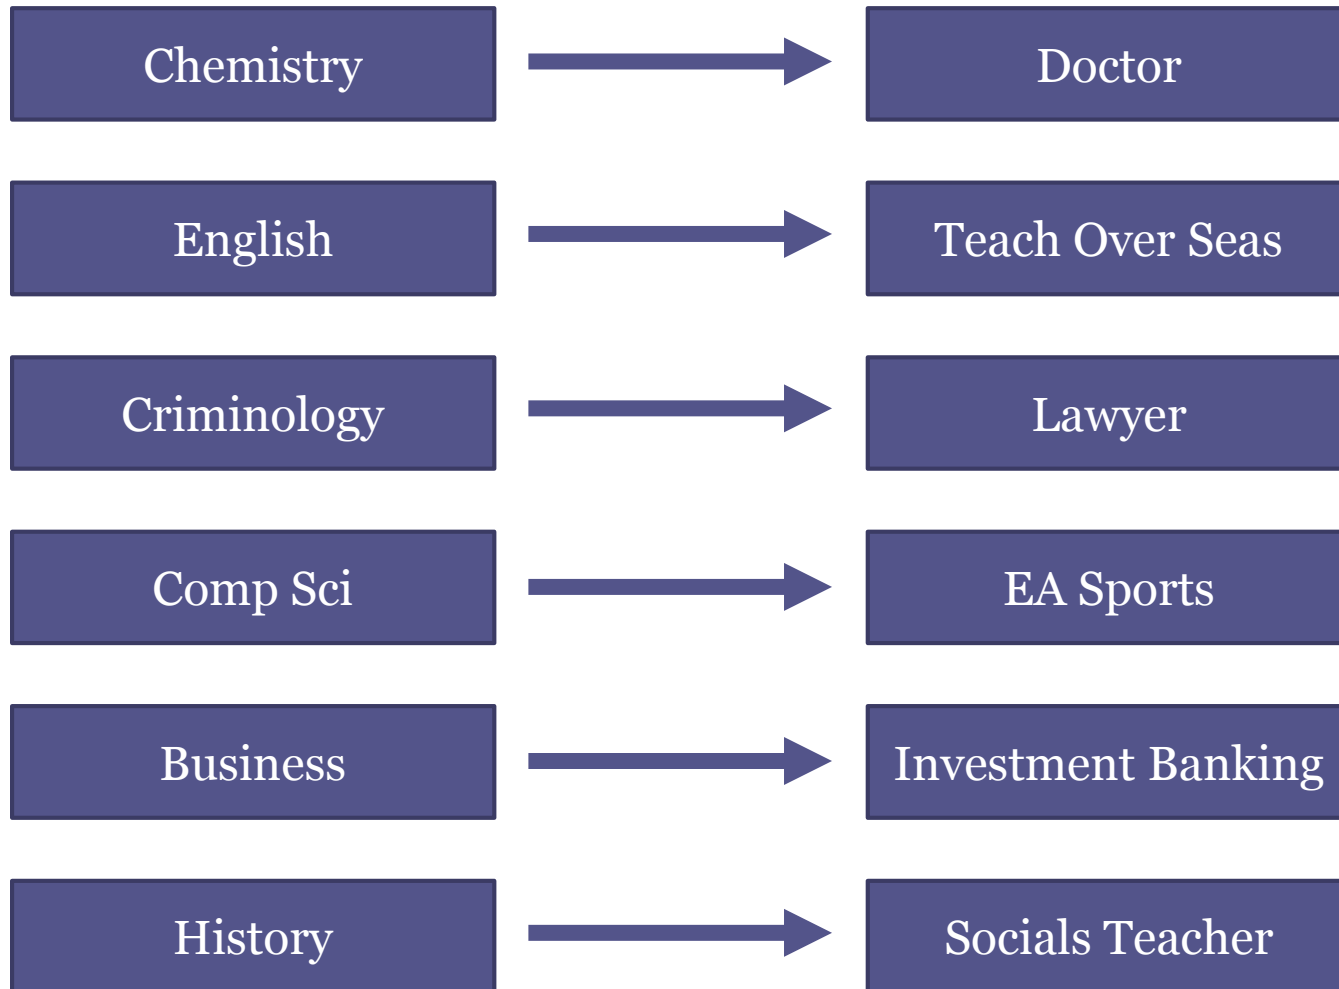 Chemistry
Doctor
English
Teach Over Seas
Criminology
Lawyer
Comp Sci
EA Sports
Business
Investment Banking
History
Socials Teacher